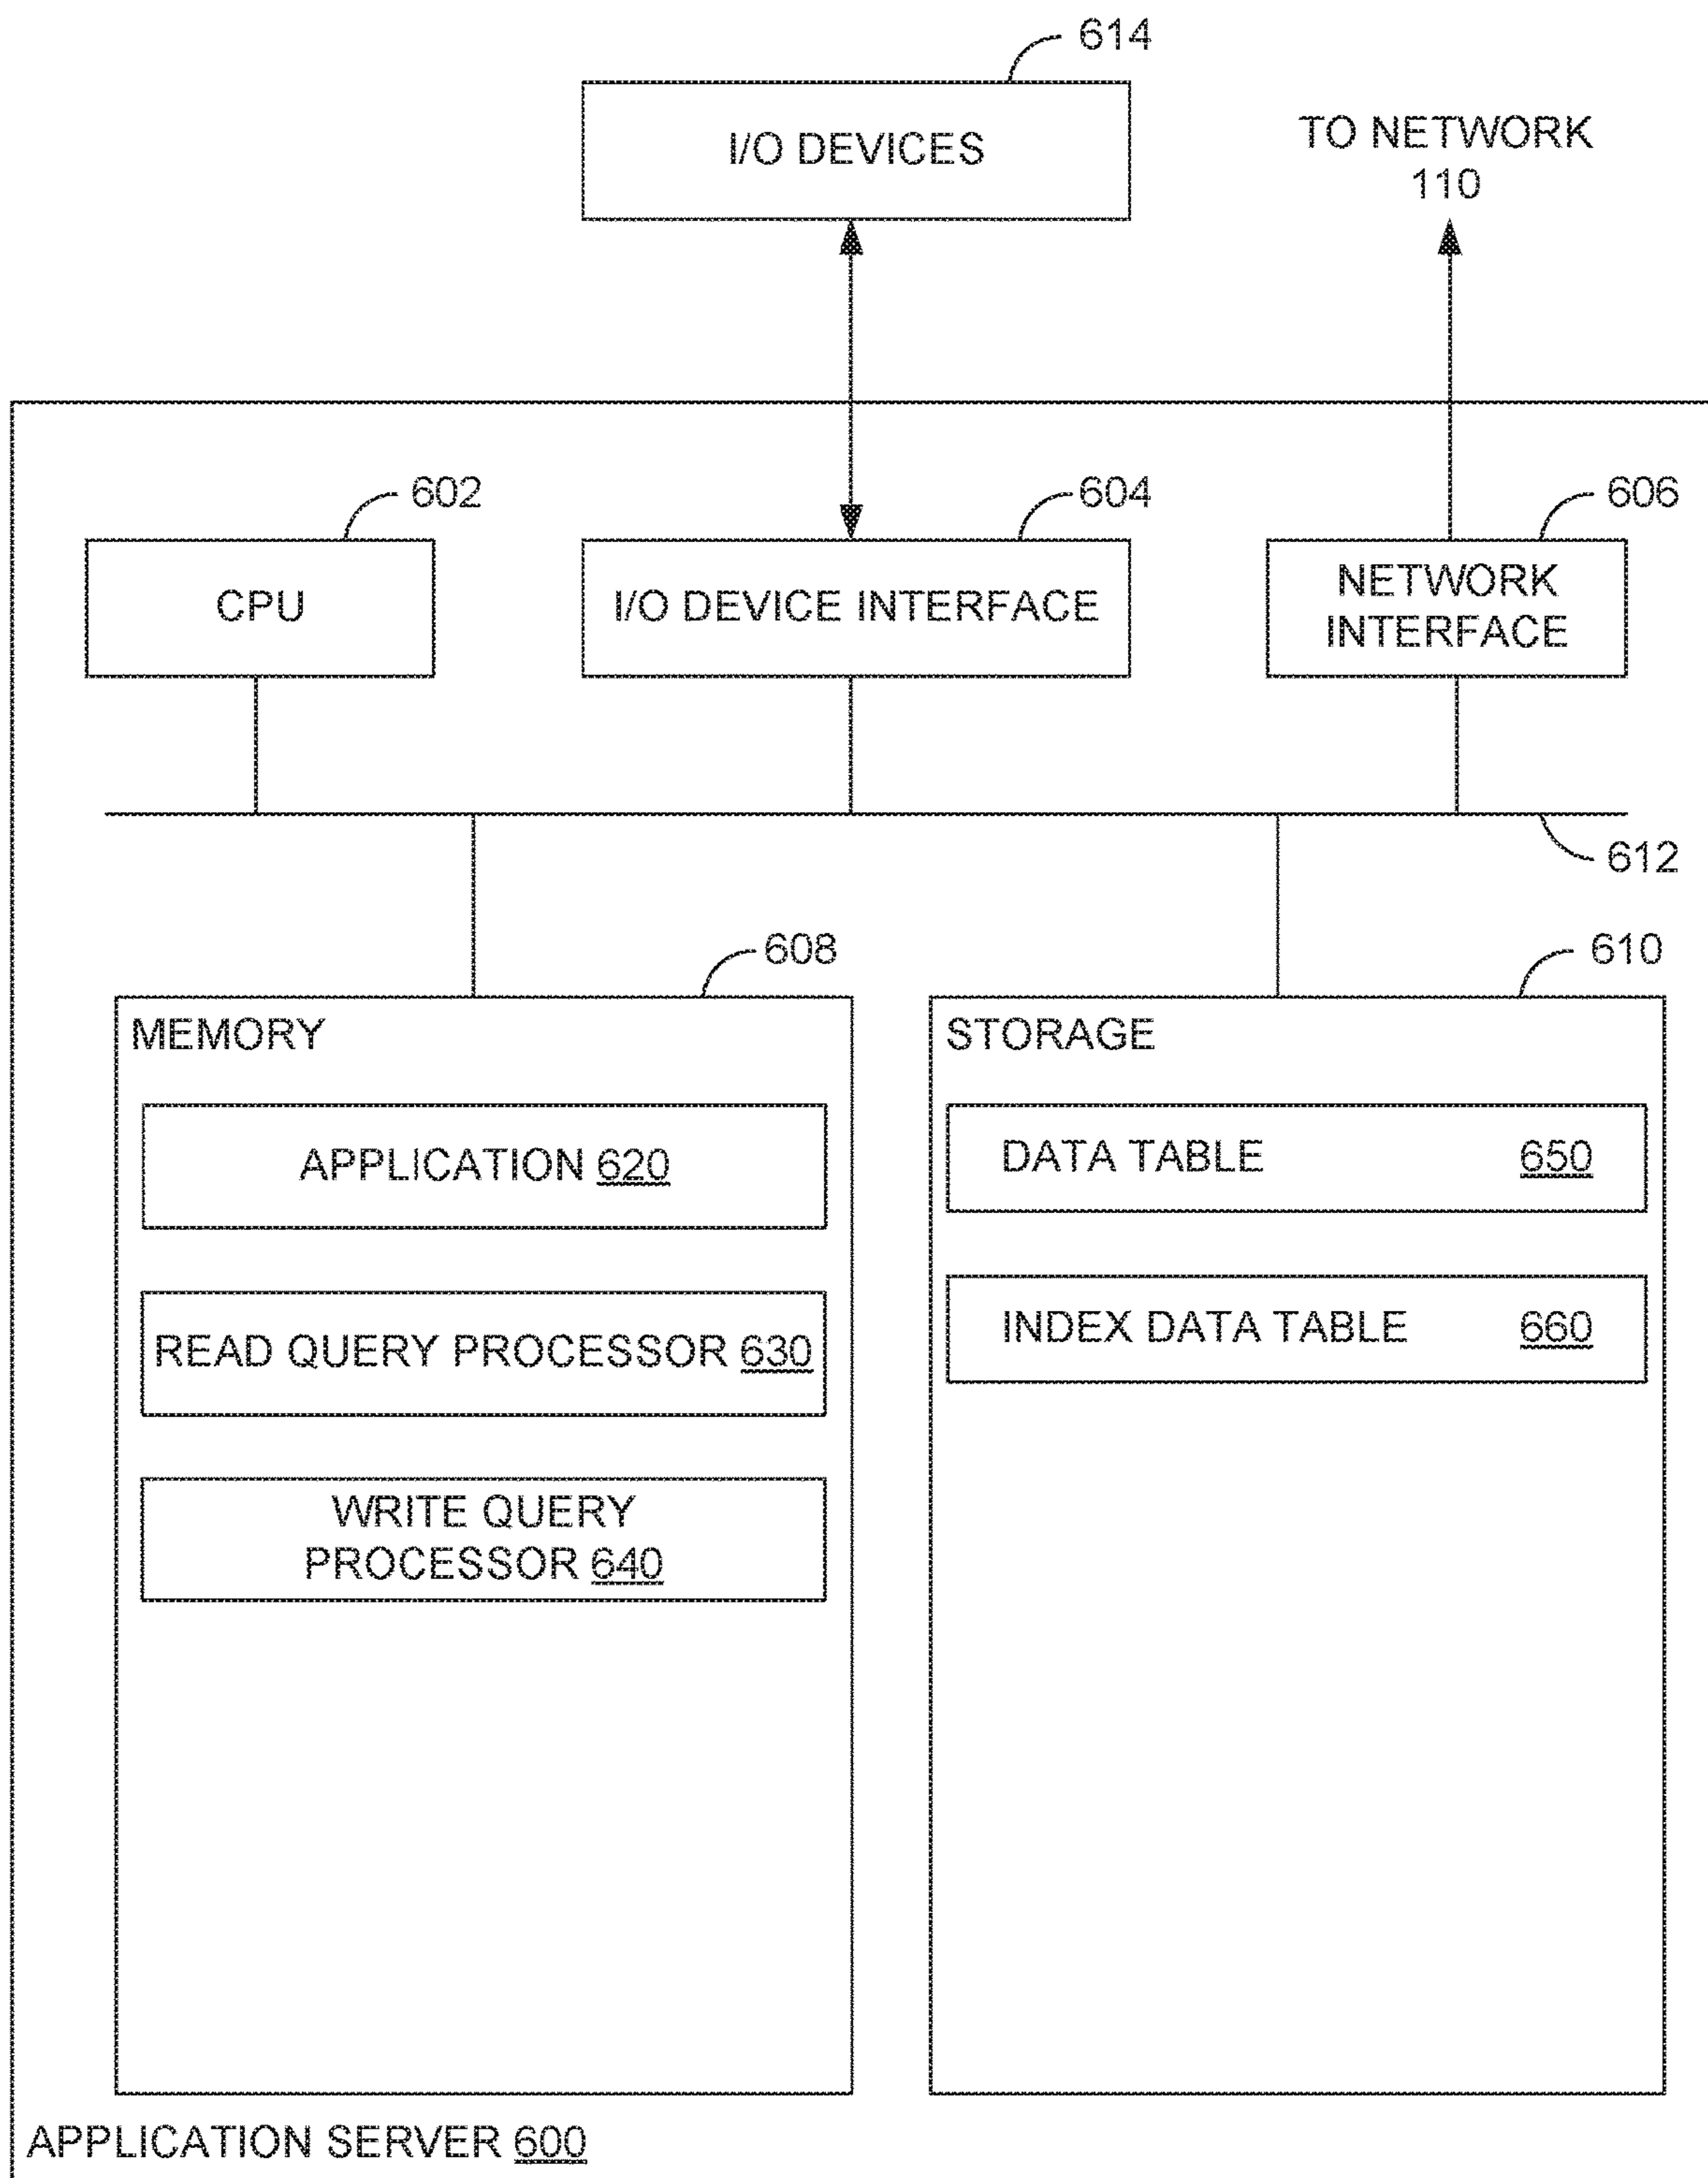 614
I/O DEVICES
TO NETWORK
110
602
604
606
CPU
I/O DEVICE INTERFACE
NETWORK
INTERFACE
612
608
610
MEMORY
STORAGE
APPLICATION 620
DATA TABLE 650
READ QUERY PROCESSOR 630
INDEX DATA TABLE 660
WRITE QUERY
PROCESSOR 640
APPLICATION SERVER 600